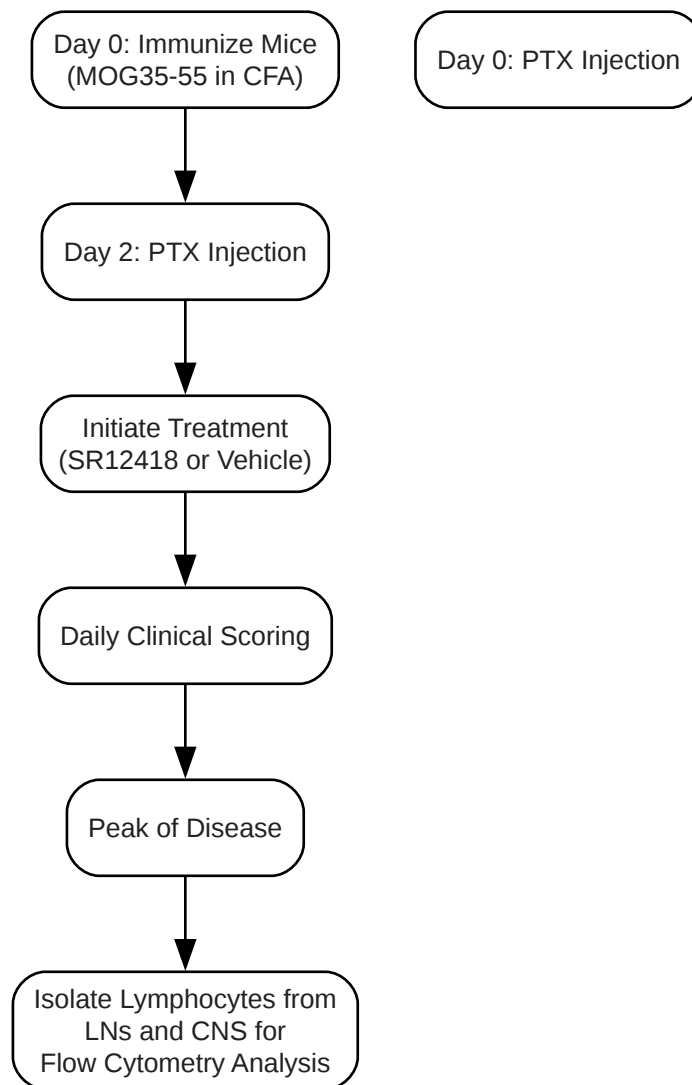 Day 0: Immunize Mice
(MOG35-55 in CFA)
Day 0: PTX Injection
Day 2: PTX Injection
Initiate Treatment
(SR12418 or Vehicle)
Daily Clinical Scoring
Peak of Disease
Isolate Lymphocytes from
LNs and CNS for
Flow Cytometry Analysis